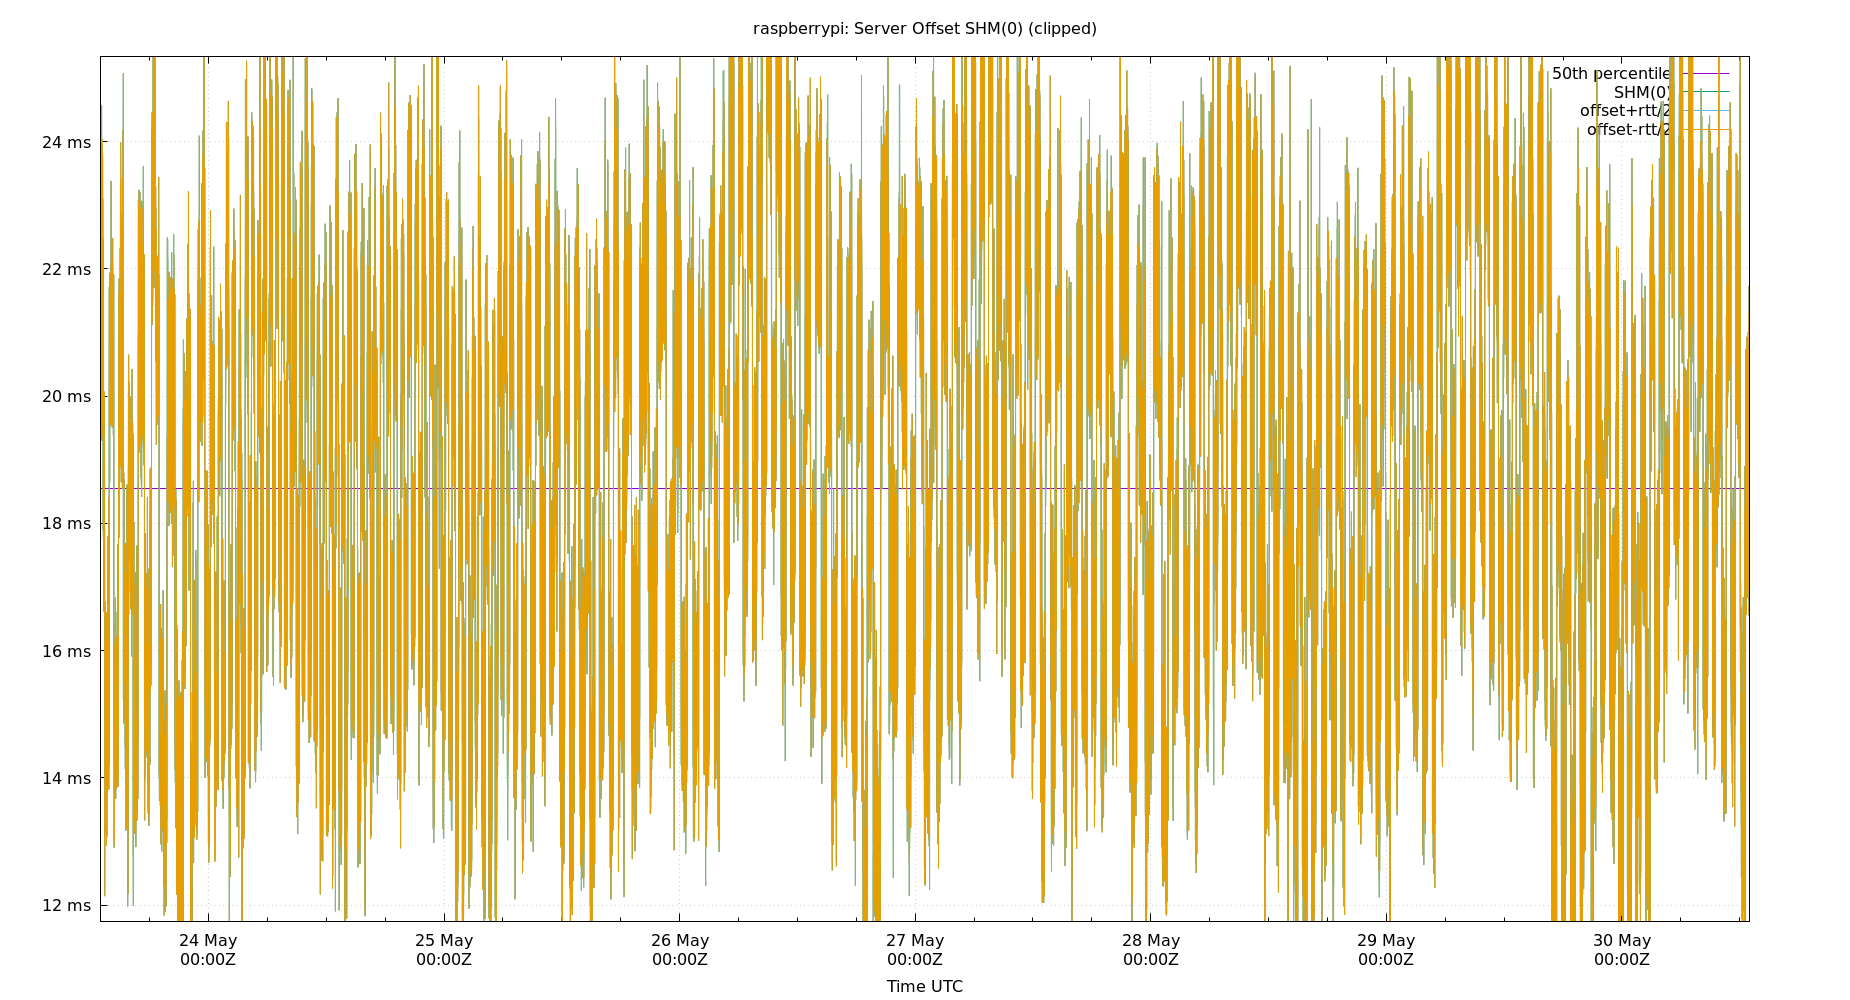 raspberrypi: Server Offset SHM(0) (clipped)
50th percentile
SHM(0)
offset+rtt/2
offset-rtt/2
24 ms
22 ms
20 ms
18 ms
16 ms
14 ms
12 ms
24 May 25 May 26 May 27 May 28 May 29 May 30 May
00:00Z 00:00Z 00:00Z 00:00Z 00:00Z 00:00Z 00:00Z
Time UTC